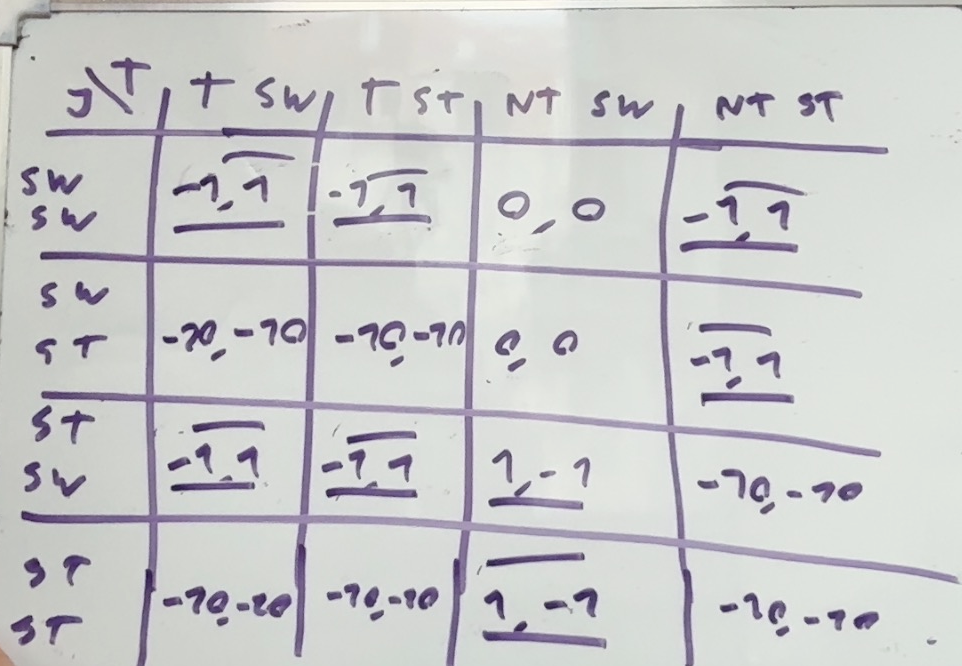 J\T T SW T ST NT SW NT ST
SW
SW -1,1 -1,1 0,0 -1,1
SW
ST -10,-10 -10,-10 0,0 -1,1
ST
SW -1,1 -1,1 1,-1 -10,-10
ST
ST -10,-10 -10,-10 1,-1 -10,-10